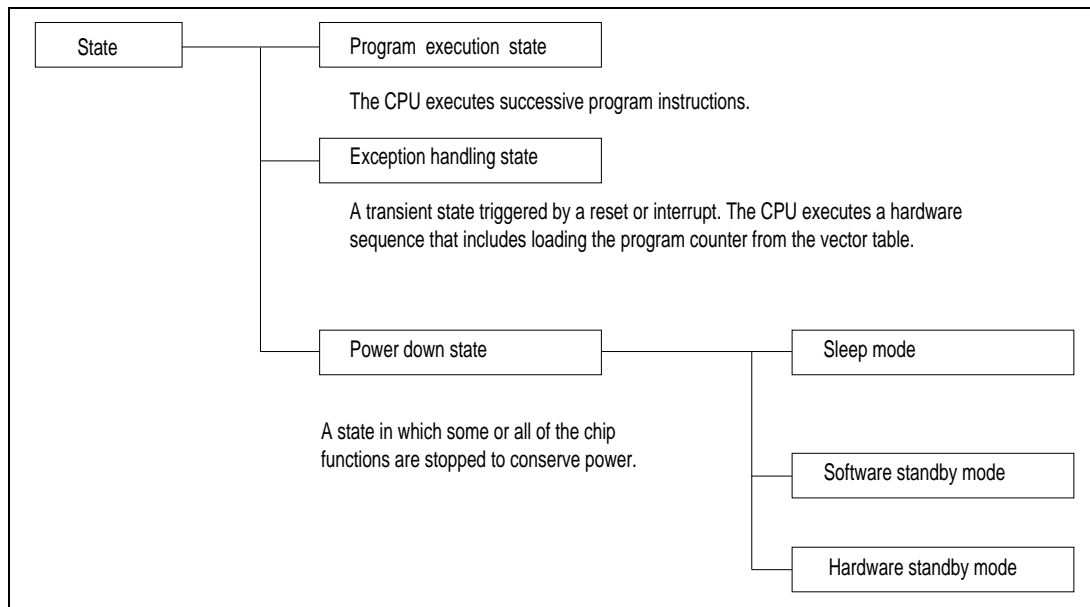 State
Program execution state
The CPU executes successive program instructions.
Exception handling state
A transient state triggered by a reset or interrupt. The CPU executes a hardware
sequence that includes loading the program counter from the vector table.
Power down state
Sleep mode
A state in which some or all of the chip
functions are stopped to conserve power.
Software standby mode
Hardware standby mode